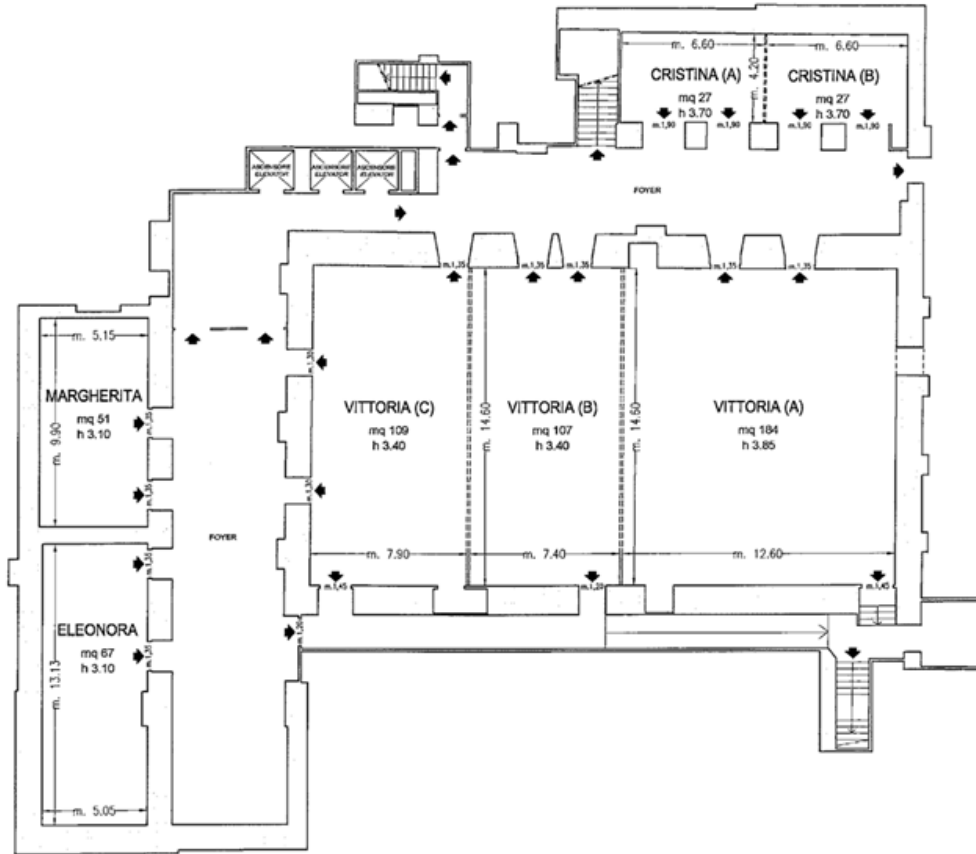 m. 6.60
m. 6.60
m. 4.20
CRISTINA (A)
mq 27
h 3.70
CRISTINA (B)
mq 27
h 3.70
m.1,90
m.1,90
m.1,90
m.1,90
ASCENSORE
ELEVATOR
ASCENSORE
ELEVATOR
ASCENSORE
ELEVATOR
FOYER
m.1,35
m.1,35
m.1,35
m.1,35
m.1,35
m. 5.15
MARGHERITA
mq 51
h 3.10
m. 9.90
m.1,35
m.1,35
m.1,30
m.1,30
VITTORIA (C)
mq 109
h 3.40
m. 14.60
VITTORIA (B)
mq 107
h 3.40
m. 14.60
VITTORIA (A)
mq 184
h 3.85
m. 7.90
m. 7.40
m. 12.60
FOYER
m.1,45
m.1,20
m.1,45
m.1,35
m.1,35
ELEONORA
mq 67
h 3.10
m. 13.13
m.1,20
m. 5.05